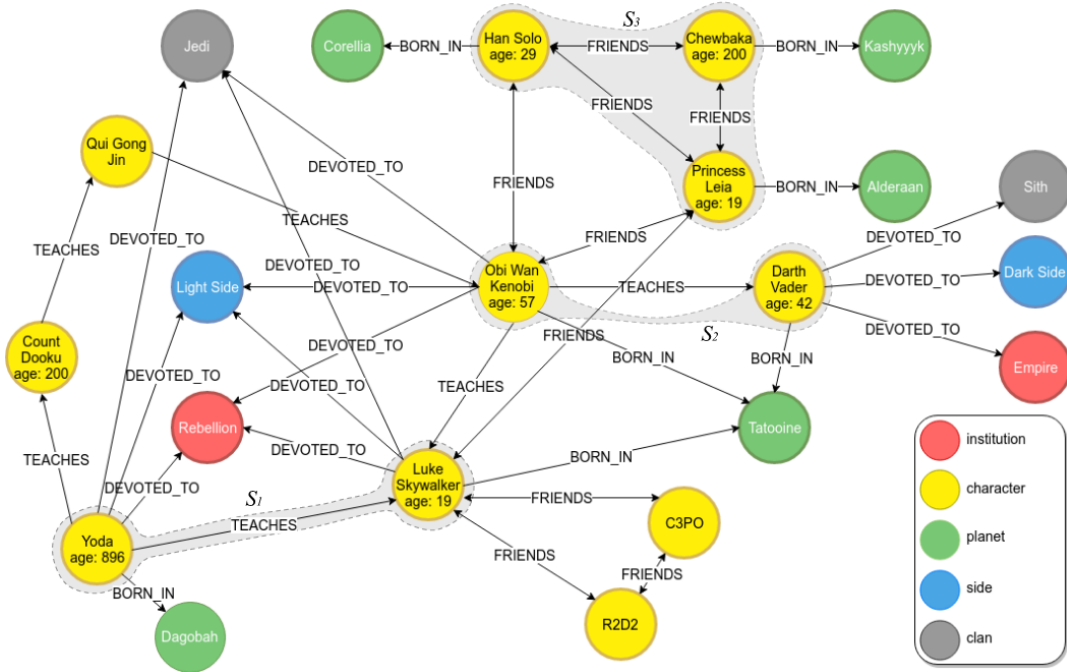 S3
Jedi
Corellia
BORN_IN
Han Solo
age: 29
FRIENDS
Chewbaka
age: 200
BORN_IN
Kashyyyk
FRIENDS
FRIENDS
Qui Gong
Jin
DEVOTED_TO
FRIENDS
Princess
Leia
age: 19
BORN_IN
Alderaan
Sith
TEACHES
TEACHES
DEVOTED_TO
FRIENDS
DEVOTED_TO
Light Side
DEVOTED_TO
DEVOTED_TO
Obi Wan
Kenobi
age: 57
TEACHES
Darth
Vader
age: 42
DEVOTED_TO
Dark Side
Count
Dooku
age: 200
DEVOTED_TO
FRIENDS
S2
DEVOTED_TO
BORN_IN
BORN_IN
Empire
DEVOTED_TO
TEACHES
Rebellion
DEVOTED_TO
Tatooine
TEACHES
DEVOTED_TO
BORN_IN
Luke
Skywalker
age: 19
S1
FRIENDS
TEACHES
C3PO
Yoda
age: 896
FRIENDS
FRIENDS
BORN_IN
R2D2
Dagobah
institution
character
planet
side
clan